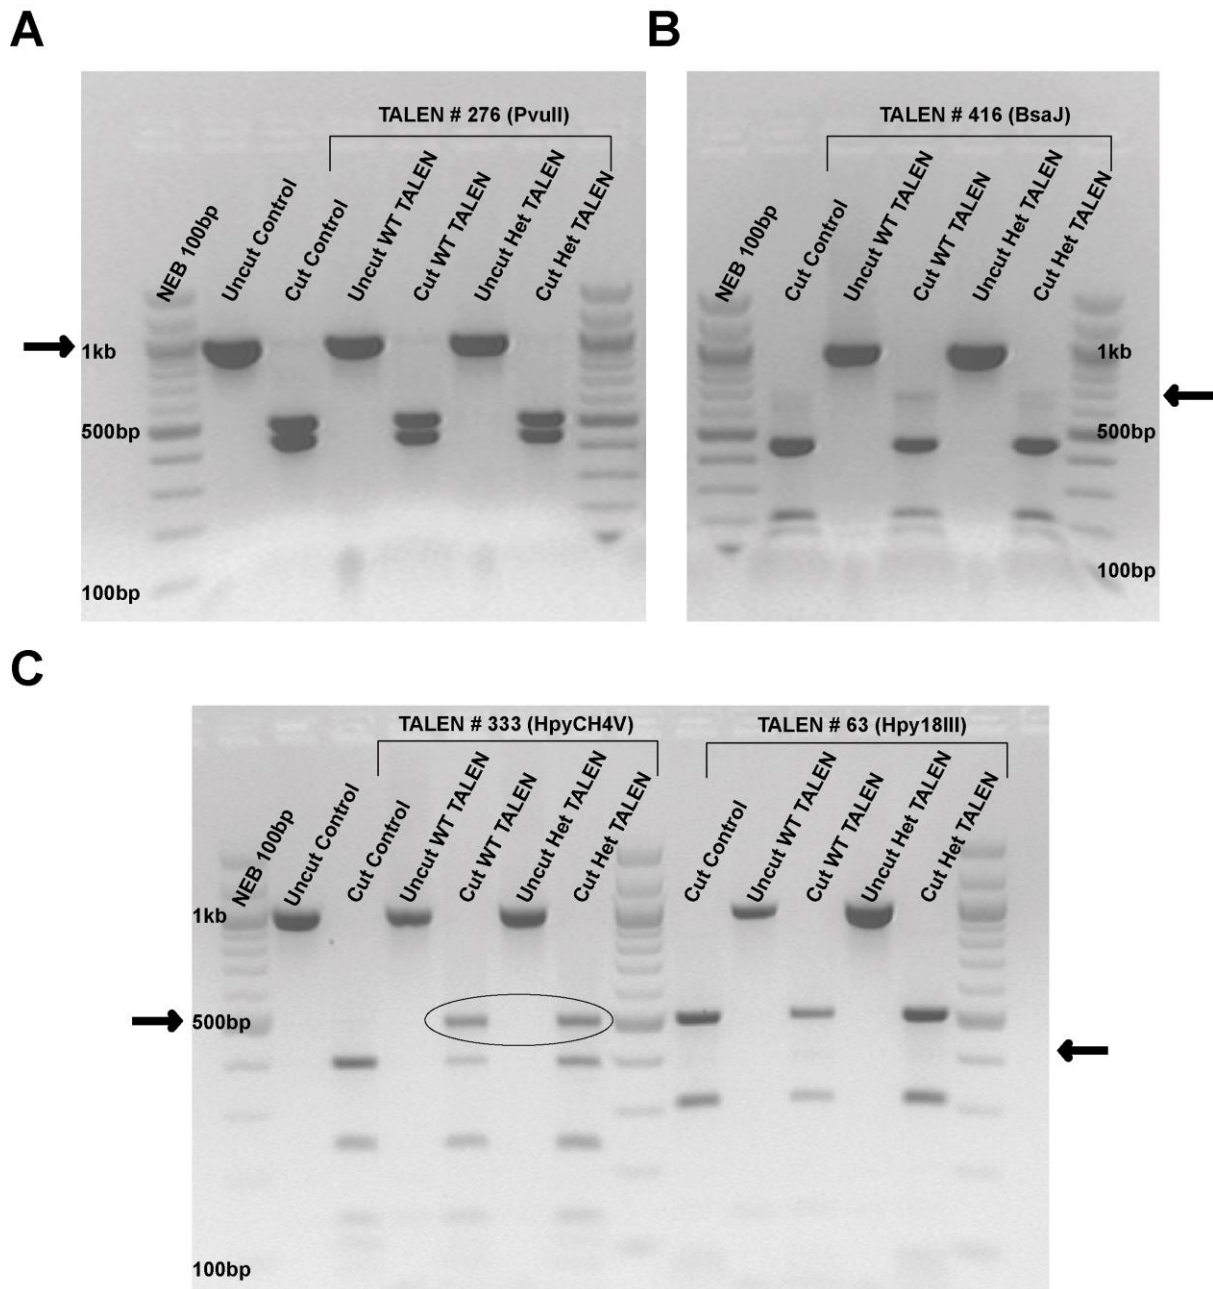 A
TALEN # 276 (PvuII)
NEB 100bp
Uncut Control
Cut Control
Uncut WT TALEN
Cut WT TALEN
Uncut Het TALEN
Cut Het TALEN
1kb
500bp
100bp
B
TALEN # 416 (BsaJ)
NEB 100bp
Cut Control
Uncut WT TALEN
Cut WT TALEN
Uncut Het TALEN
Cut Het TALEN
1kb
500bp
100bp
C
TALEN # 333 (HpyCH4V)
TALEN # 63 (Hpy18III)
NEB 100bp
Uncut Control
Cut Control
Uncut WT TALEN
Cut WT TALEN
Uncut Het TALEN
Cut Het TALEN
Cut Control
Uncut WT TALEN
Cut WT TALEN
Uncut Het TALEN
Cut Het TALEN
1kb
500bp
100bp